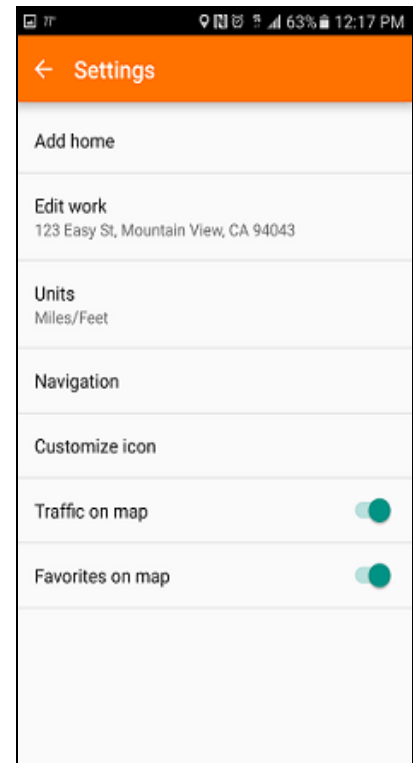 63% 12:17 PM
Settings
Add home
Edit work
123 Easy St, Mountain View, CA 94043
Units
Miles/Feet
Navigation
Customize icon
Traffic on map
Favorites on map